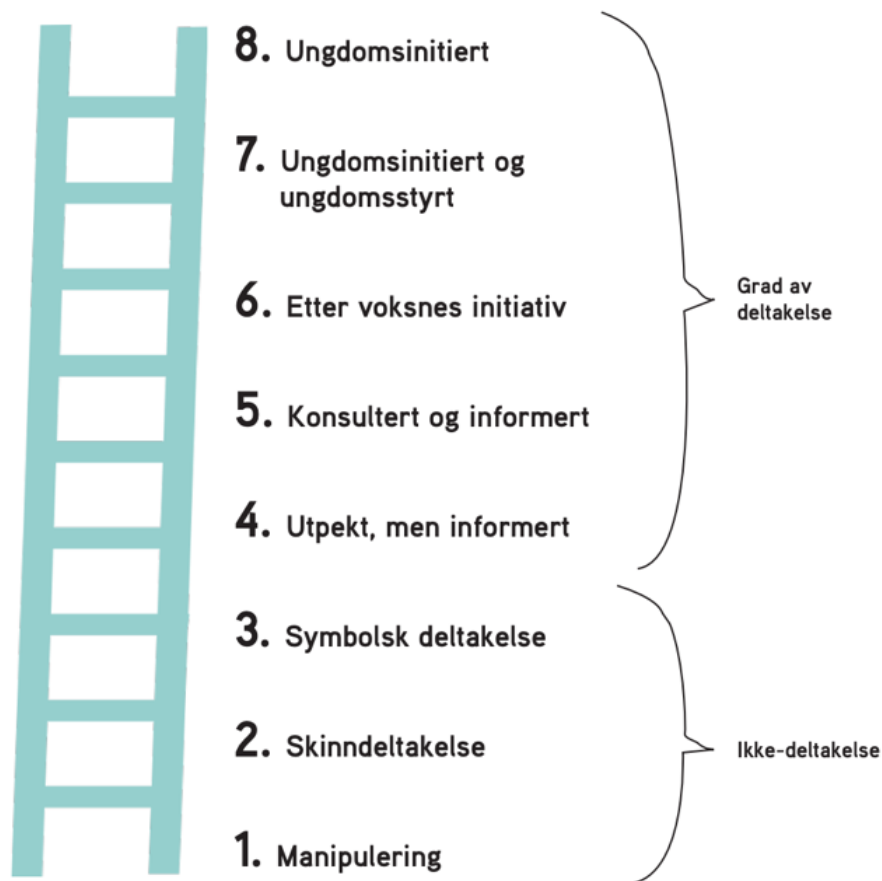 8. Ungdomsinitiert
7. Ungdomsinitiert og
ungdomsstyrt
6. Etter voksnes initiativ
5. Konsultert og informert
4. Utpekt, men informert
Grad av
deltakelse
3. Symbolsk deltakelse
2. Skinndeltakelse
1. Manipulering
Ikke-deltakelse